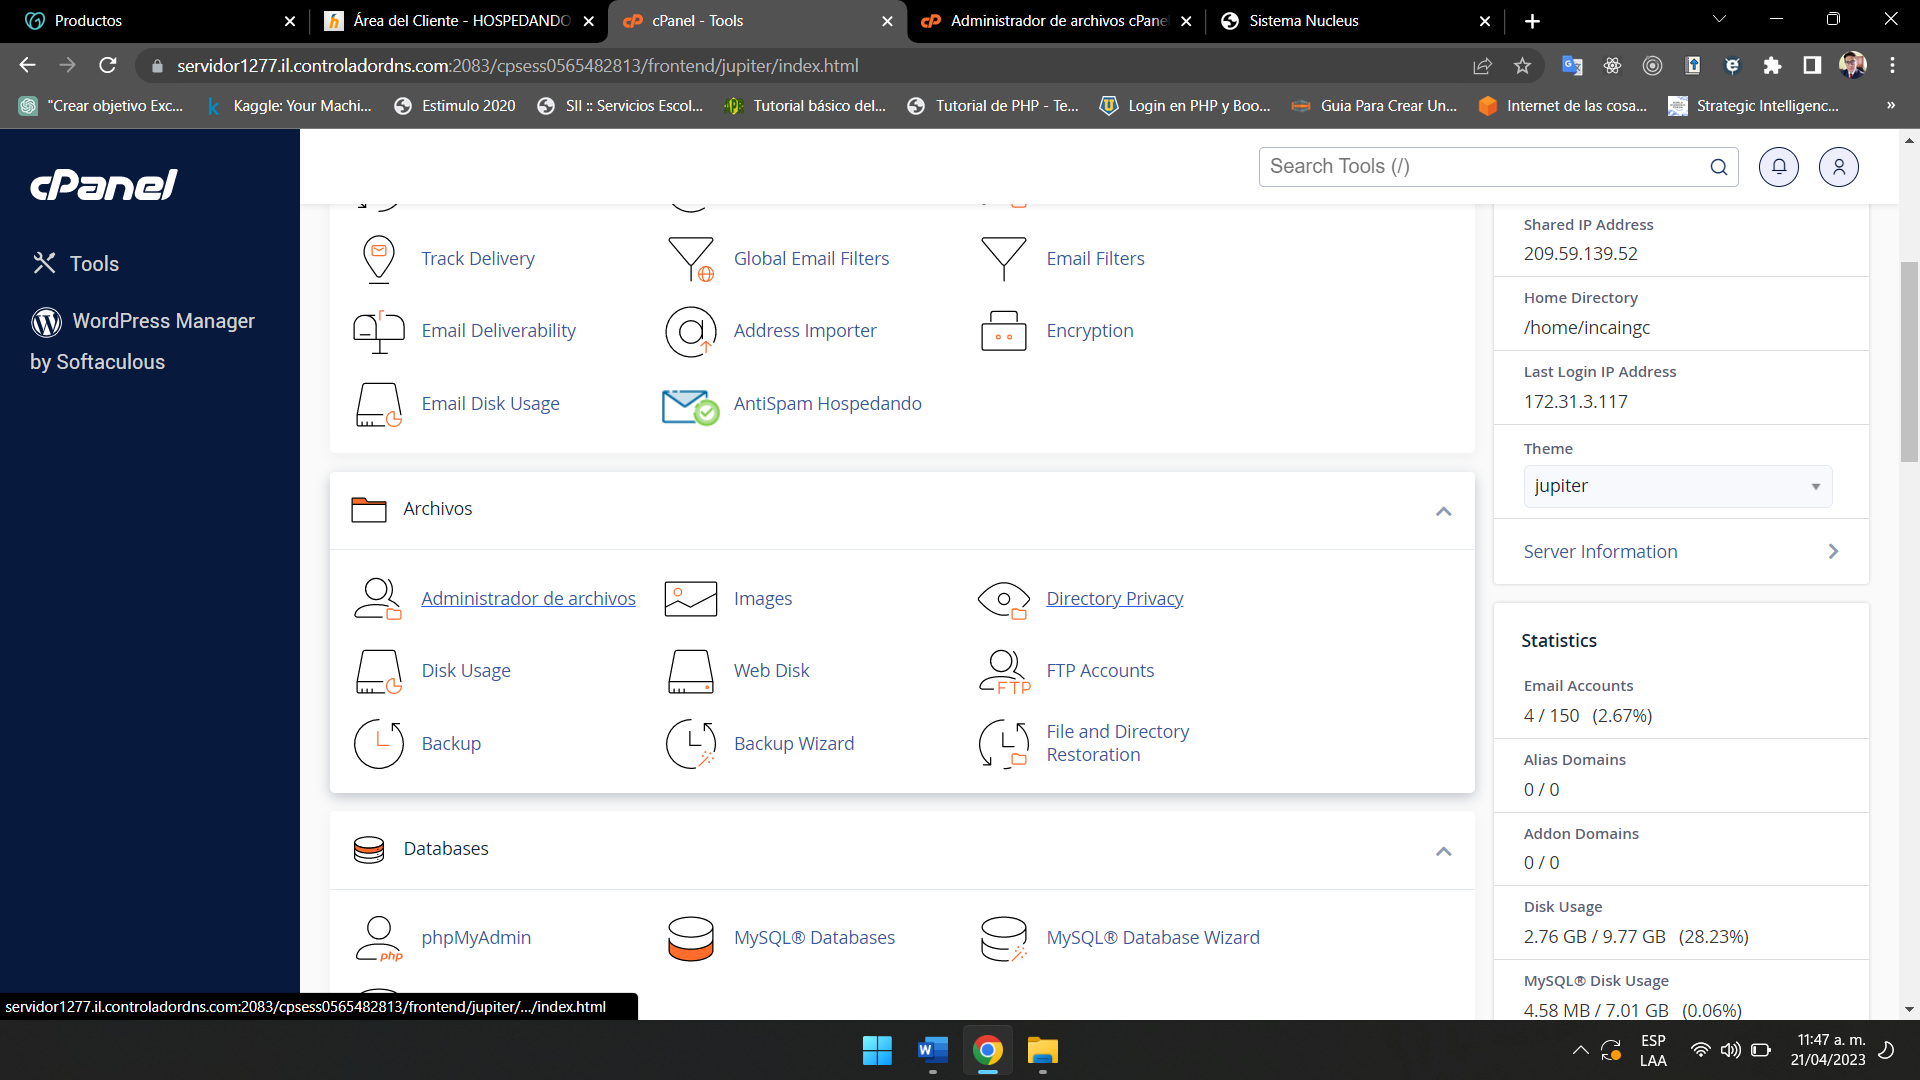 Productos
Área del Cliente - HOSPEDANDO
cPanel - Tools
Administrador de archivos cPanel
Sistema Nucleus
servidor1277.il.controladordns.com:2083/cpsess0565482813/frontend/jupiter/index.html
"Crear objetivo Exc...
Kaggle: Your Machi...
Estimulo 2020
SII :: Servicios Escol...
Tutorial básico del...
Tutorial de PHP - Te...
Login en PHP y Boo...
Guia Para Crear Un...
Internet de las cosa...
Strategic Intelligenc...
»
cPanel
Tools
WordPress Manager
by Softaculous
Search Tools (/)
Track Delivery
Global Email Filters
Email Filters
Email Deliverability
Address Importer
Encryption
Email Disk Usage
AntiSpam Hospedando
Archivos
Administrador de archivos
Images
Directory Privacy
Disk Usage
Web Disk
FTP
FTP Accounts
Backup
Backup Wizard
File and Directory
Restoration
Databases
php
phpMyAdmin
MySQL® Databases
MySQL® Database Wizard
Shared IP Address
209.59.139.52
Home Directory
/home/incaingc
Last Login IP Address
172.31.3.117
Theme
jupiter
Server Information
Statistics
Email Accounts
4 / 150 (2.67%)
Alias Domains
0 / 0
Addon Domains
0 / 0
Disk Usage
2.76 GB / 9.77 GB (28.23%)
MySQL® Disk Usage
4.58 MB / 7.01 GB (0.06%)
servidor1277.il.controladordns.com:2083/cpsess0565482813/frontend/jupiter/.../index.html
ESP
LAA
11:47 a. m.
21/04/2023